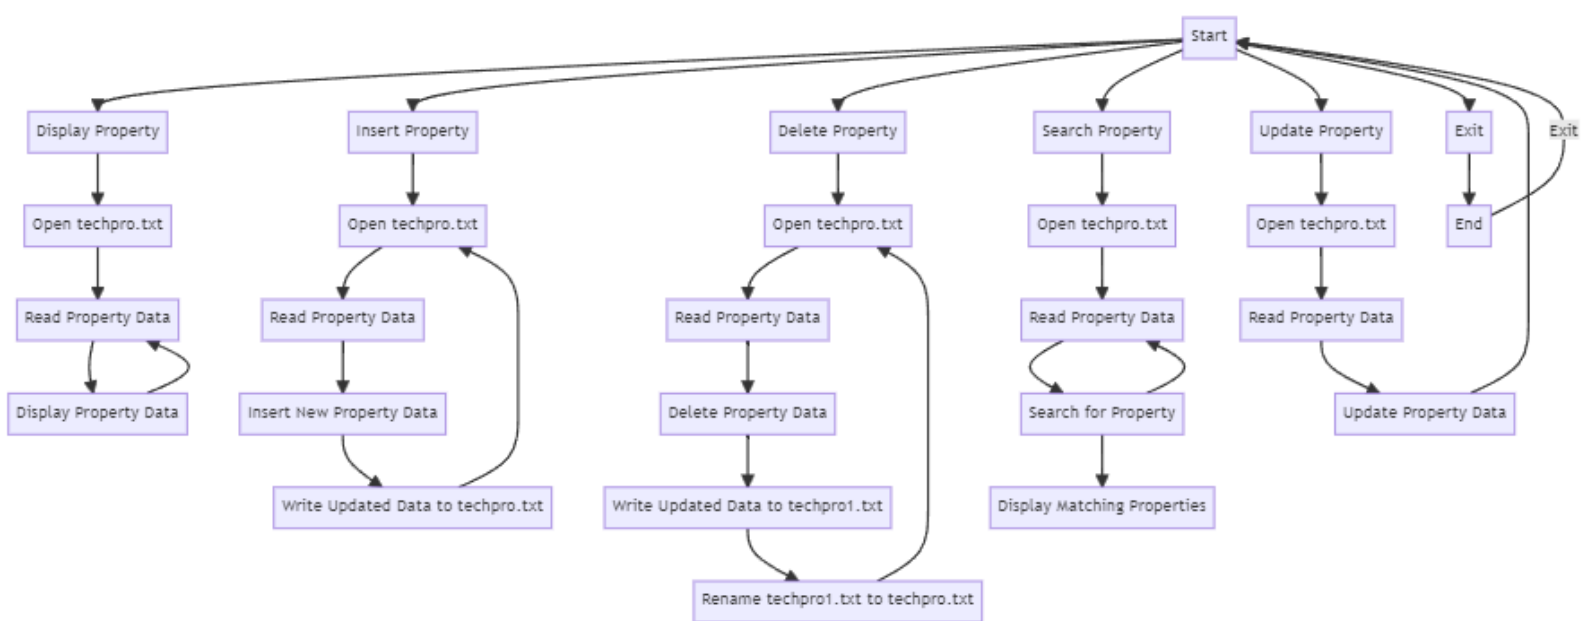 Start
Display Property
Insert Property
Delete Property
Search Property
Update Property
Exit
Exit
Open techpro.txt
Open techpro.txt
Open techpro.txt
Open techpro.txt
Open techpro.txt
End
Read Property Data
Read Property Data
Read Property Data
Read Property Data
Read Property Data
Display Property Data
Insert New Property Data
Delete Property Data
Search for Property
Update Property Data
Write Updated Data to techpro.txt
Write Updated Data to techpro1.txt
Display Matching Properties
Rename techpro1.txt to techpro.txt